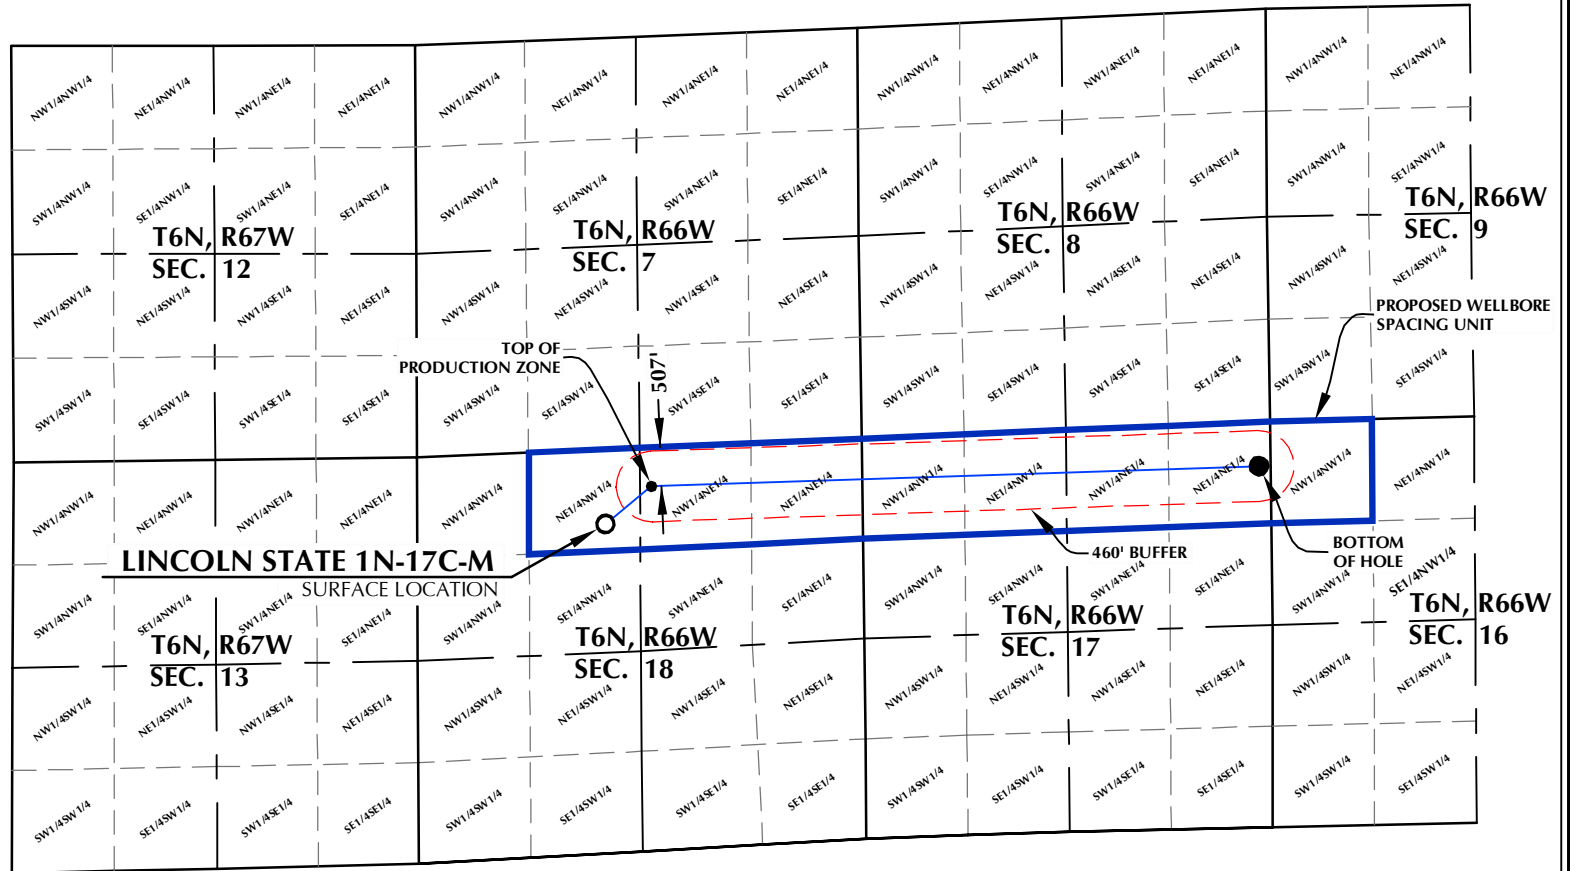 NW1/4NW1/4 NE1/4NW1/4 NW1/4NE1/4 NE1/4NE1/4 NW1/4NW1/4 NE1/4NW1/4 NW1/4NE1/4 NE1/4NE1/4 NW1/4NW1/4 NE1/4NW1/4 NW1/4NE1/4 NE1/4NE1/4 NW1/4NW1/4 NE1/4NW1/4
SW1/4NW1/4 SE1/4NW1/4 SW1/4NE1/4 SE1/4NE1/4 SW1/4NW1/4 SE1/4NW1/4 SW1/4NE1/4 SE1/4NE1/4 SW1/4NW1/4 SE1/4NW1/4 SW1/4NE1/4 SE1/4NE1/4 SW1/4NW1/4 SE1/4NW1/4
T6N, R67W
SEC. 12
T6N, R66W
SEC. 7
T6N, R66W
SEC. 8
T6N, R66W
SEC. 9
NW1/4SW1/4 NE1/4SW1/4 NW1/4SE1/4 NE1/4SE1/4 NW1/4SW1/4 NE1/4SW1/4 NW1/4SE1/4 NE1/4SE1/4 NW1/4SW1/4 NE1/4SW1/4 NW1/4SE1/4 NE1/4SE1/4 NW1/4SW1/4 NE1/4SW1/4
PROPOSED WELLBORE
SPACING UNIT
TOP OF
PRODUCTION ZONE
507'
SW1/4SW1/4 SE1/4SW1/4 SW1/4SE1/4 SE1/4SE1/4 SW1/4SW1/4 SE1/4SW1/4 SW1/4SE1/4 SE1/4SE1/4 SW1/4SW1/4 SE1/4SW1/4 SW1/4SE1/4 SE1/4SE1/4 SW1/4SW1/4 SE1/4SW1/4
NW1/4NW1/4 NE1/4NW1/4 NW1/4NE1/4 NE1/4NE1/4 NW1/4NW1/4 NE1/4NW1/4 NW1/4NE1/4 NE1/4NE1/4 NW1/4NW1/4 NE1/4NW1/4 NW1/4NE1/4 NE1/4NE1/4 NW1/4NW1/4 NE1/4NW1/4
LINCOLN STATE 1N-17C-M
SURFACE LOCATION
460' BUFFER
BOTTOM
OF HOLE
SW1/4NW1/4 SE1/4NW1/4 SW1/4NE1/4 SE1/4NE1/4 SW1/4NW1/4 SE1/4NW1/4 SW1/4NE1/4 SE1/4NE1/4 SW1/4NW1/4 SE1/4NW1/4 SW1/4NE1/4 SE1/4NE1/4 SW1/4NW1/4 SE1/4NW1/4
T6N, R67W
SEC. 13
T6N, R66W
SEC. 18
T6N, R66W
SEC. 17
T6N, R66W
SEC. 16
NW1/4SW1/4 NE1/4SW1/4 NW1/4SE1/4 NE1/4SE1/4 NW1/4SW1/4 NE1/4SW1/4 NW1/4SE1/4 NE1/4SE1/4 NW1/4SW1/4 NE1/4SW1/4 NW1/4SE1/4 NE1/4SE1/4 NW1/4SW1/4 NE1/4SW1/4
SW1/4SW1/4 SE1/4SW1/4 SW1/4SE1/4 SE1/4SE1/4 SW1/4SW1/4 SE1/4SW1/4 SW1/4SE1/4 SE1/4SE1/4 SW1/4SW1/4 SE1/4SW1/4 SW1/4SE1/4 SE1/4SE1/4 SW1/4SW1/4 SE1/4SW1/4